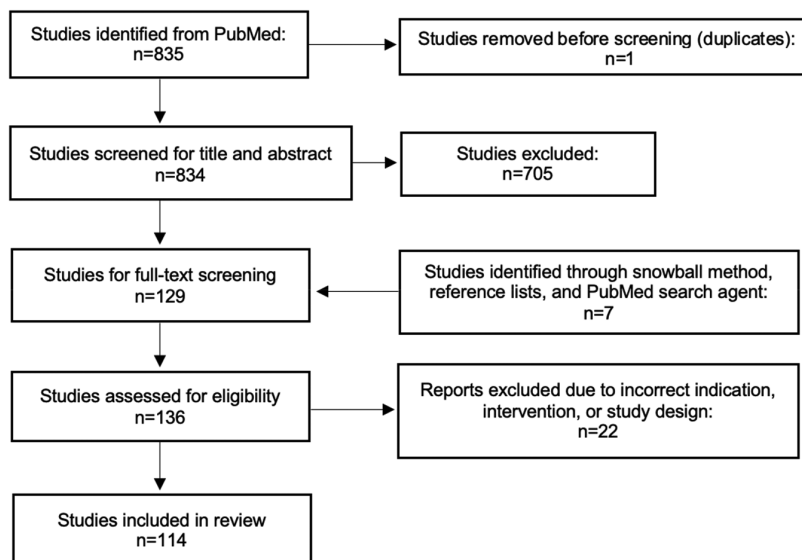 Studies identified from PubMed:
n=835
Studies removed before screening (duplicates):
n=1
Studies screened for title and abstract
n=834
Studies excluded:
n=705
Studies for full-text screening
n=129
Studies identified through snowball method,
reference lists, and PubMed search agent:
n=7
Studies assessed for eligibility
n=136
Reports excluded due to incorrect indication,
intervention, or study design:
n=22
Studies included in review
n=114